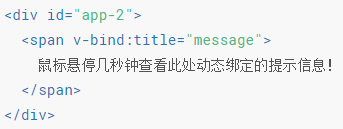 <div id="app-2">
  <span v-bind:title="message">
    鼠标悬停几秒钟查看此处动态绑定的提示信息！
  </span>
</div>